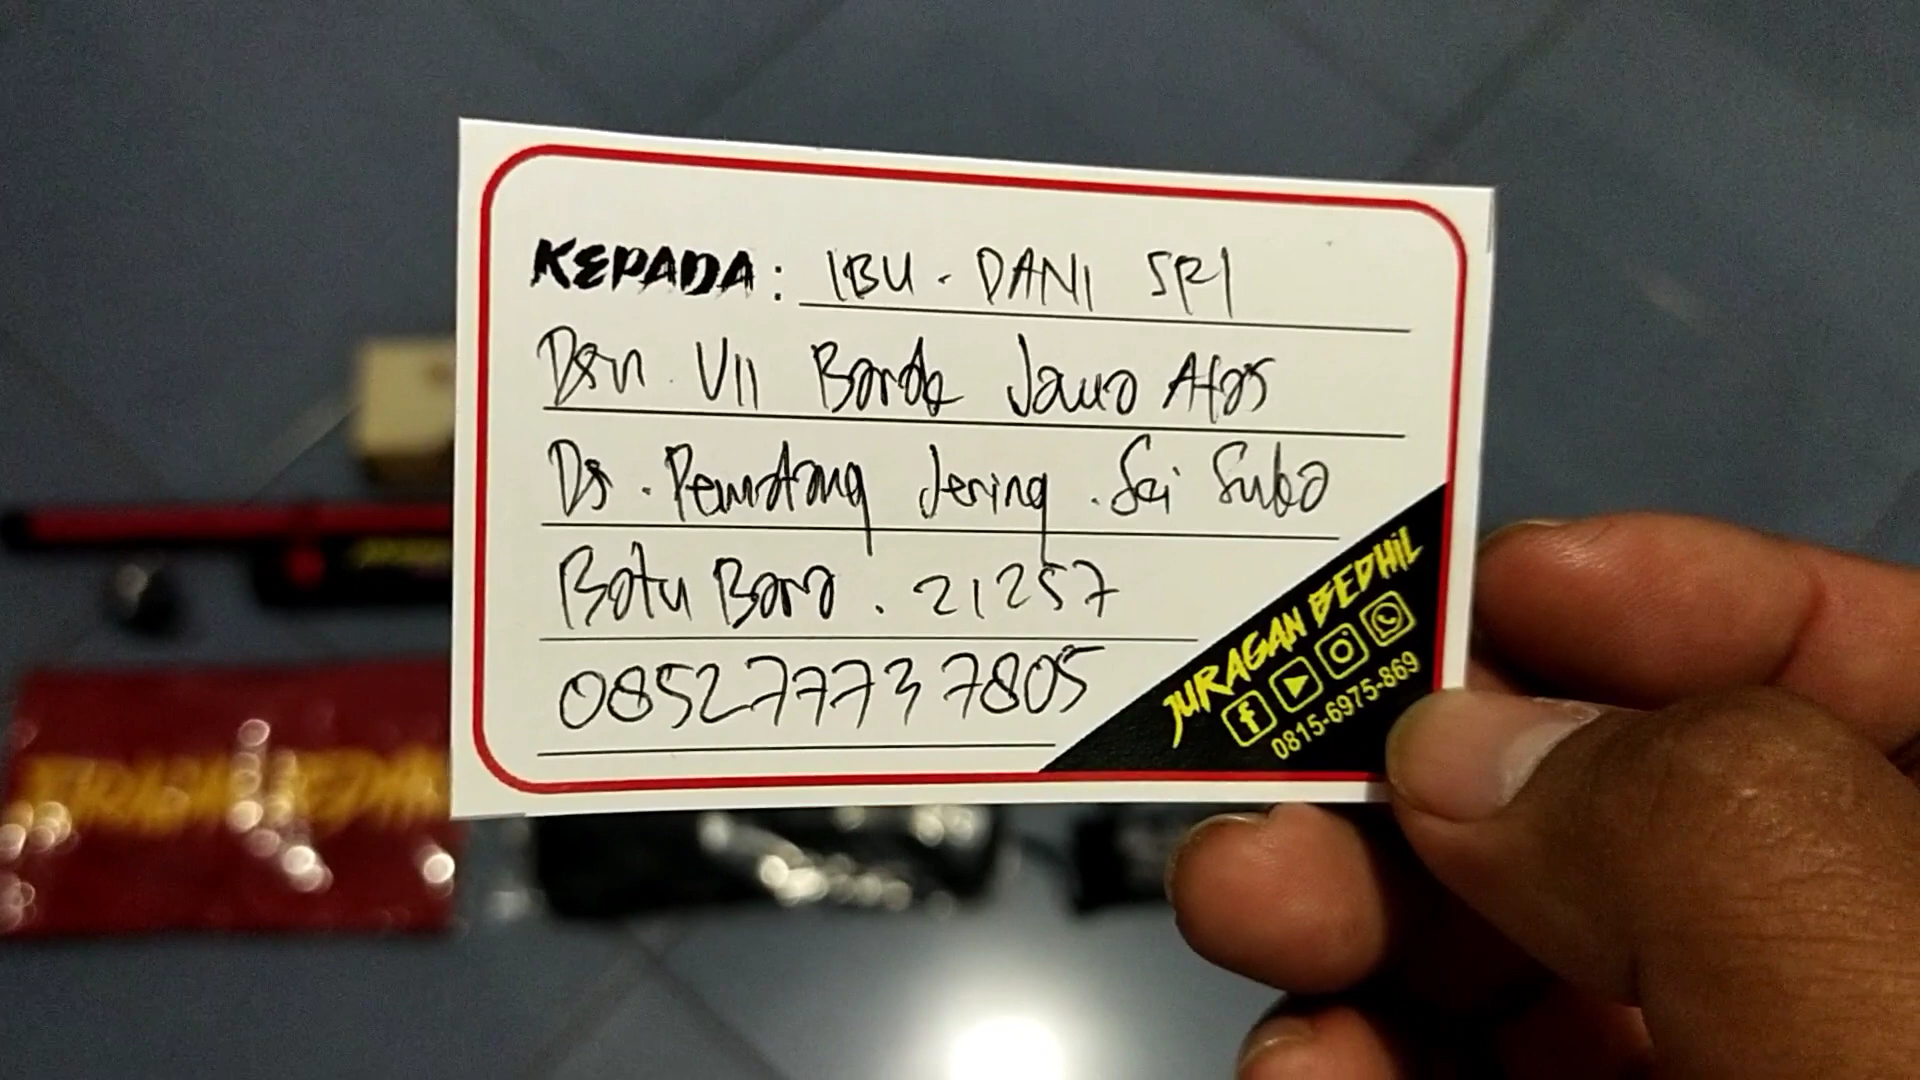 KEPADA: IBU. DANI SRI
Dsn. VII Barak Jawa Atas
Ds. Pematang Jering. Sei Suka
Batu Bara. 21257
085277737805
JURAGAN BEDHIL
0815-6975-869